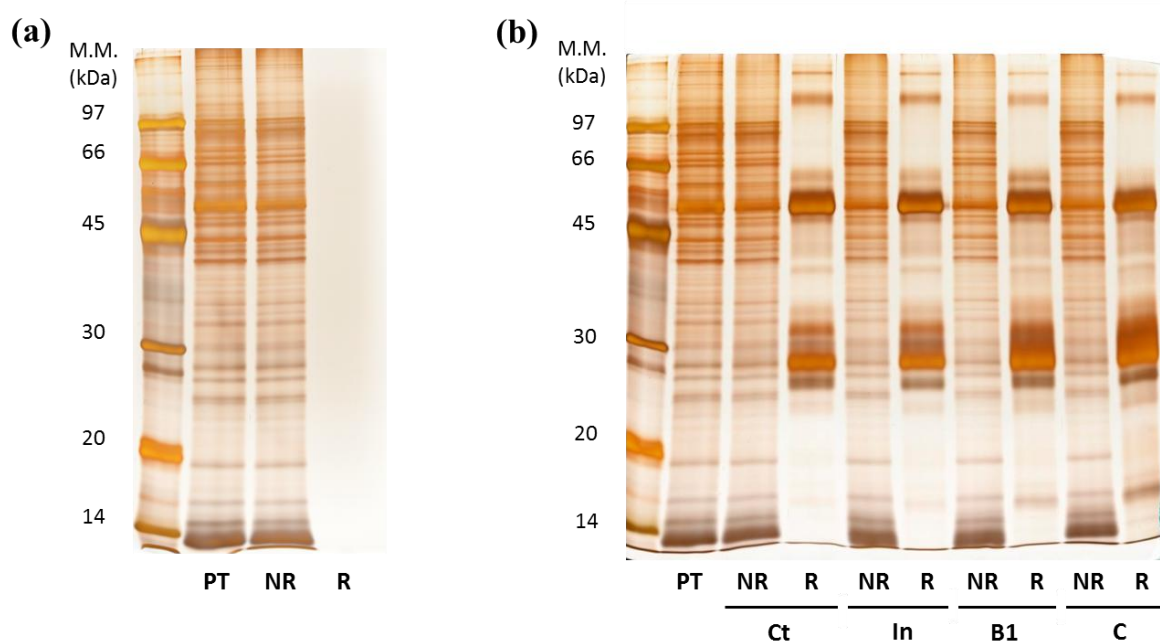 (a)
M.M.
(kDa)
97
66
45
30
20
14
PT NR R
(b)
M.M.
(kDa)
97
66
45
30
20
14
PT NR R NR R NR R NR R
Ct In B1 C